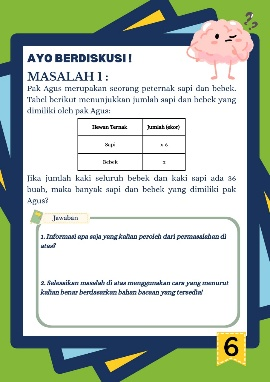 AYO BERDISKUSI !
MASALAH 1 :
Pak Agus merupakan seorang peternak sapi dan bebek.
Tabel berikut menunjukkan jumlah sapi dan bebek yang
dimiliki oleh pak Agus:
Hewan Ternak Jumlah (ekor)
Sapi
Bebek
Jika jumlah kaki seluruh bebek dan kaki sapi ada 36
buah, maka banyak sapi dan bebek yang dimiliki pak
Agus?
Jawaban
1. Informasi apa saja yang kalian peroleh dari permasalahan di
atas?
2. Selesaikan masalah di atas menggunakan cara yang menurut
kalian benar berdasarkan bahan bacaan yang tersedia!
6